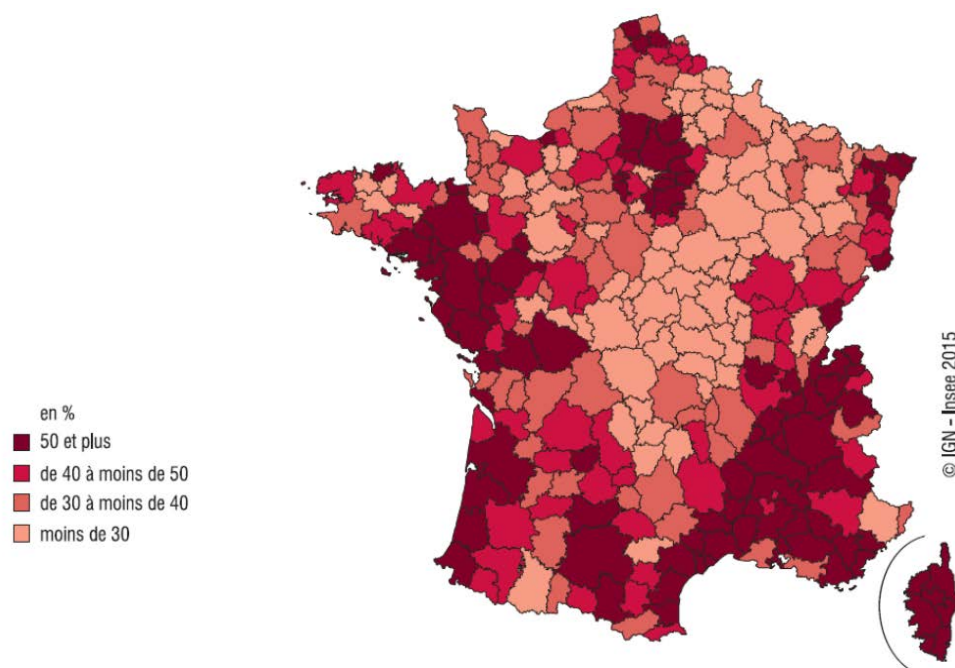 en %
50 et plus
de 40 à moins de 50
de 30 à moins de 40
moins de 30
© IGN - Insee 2015